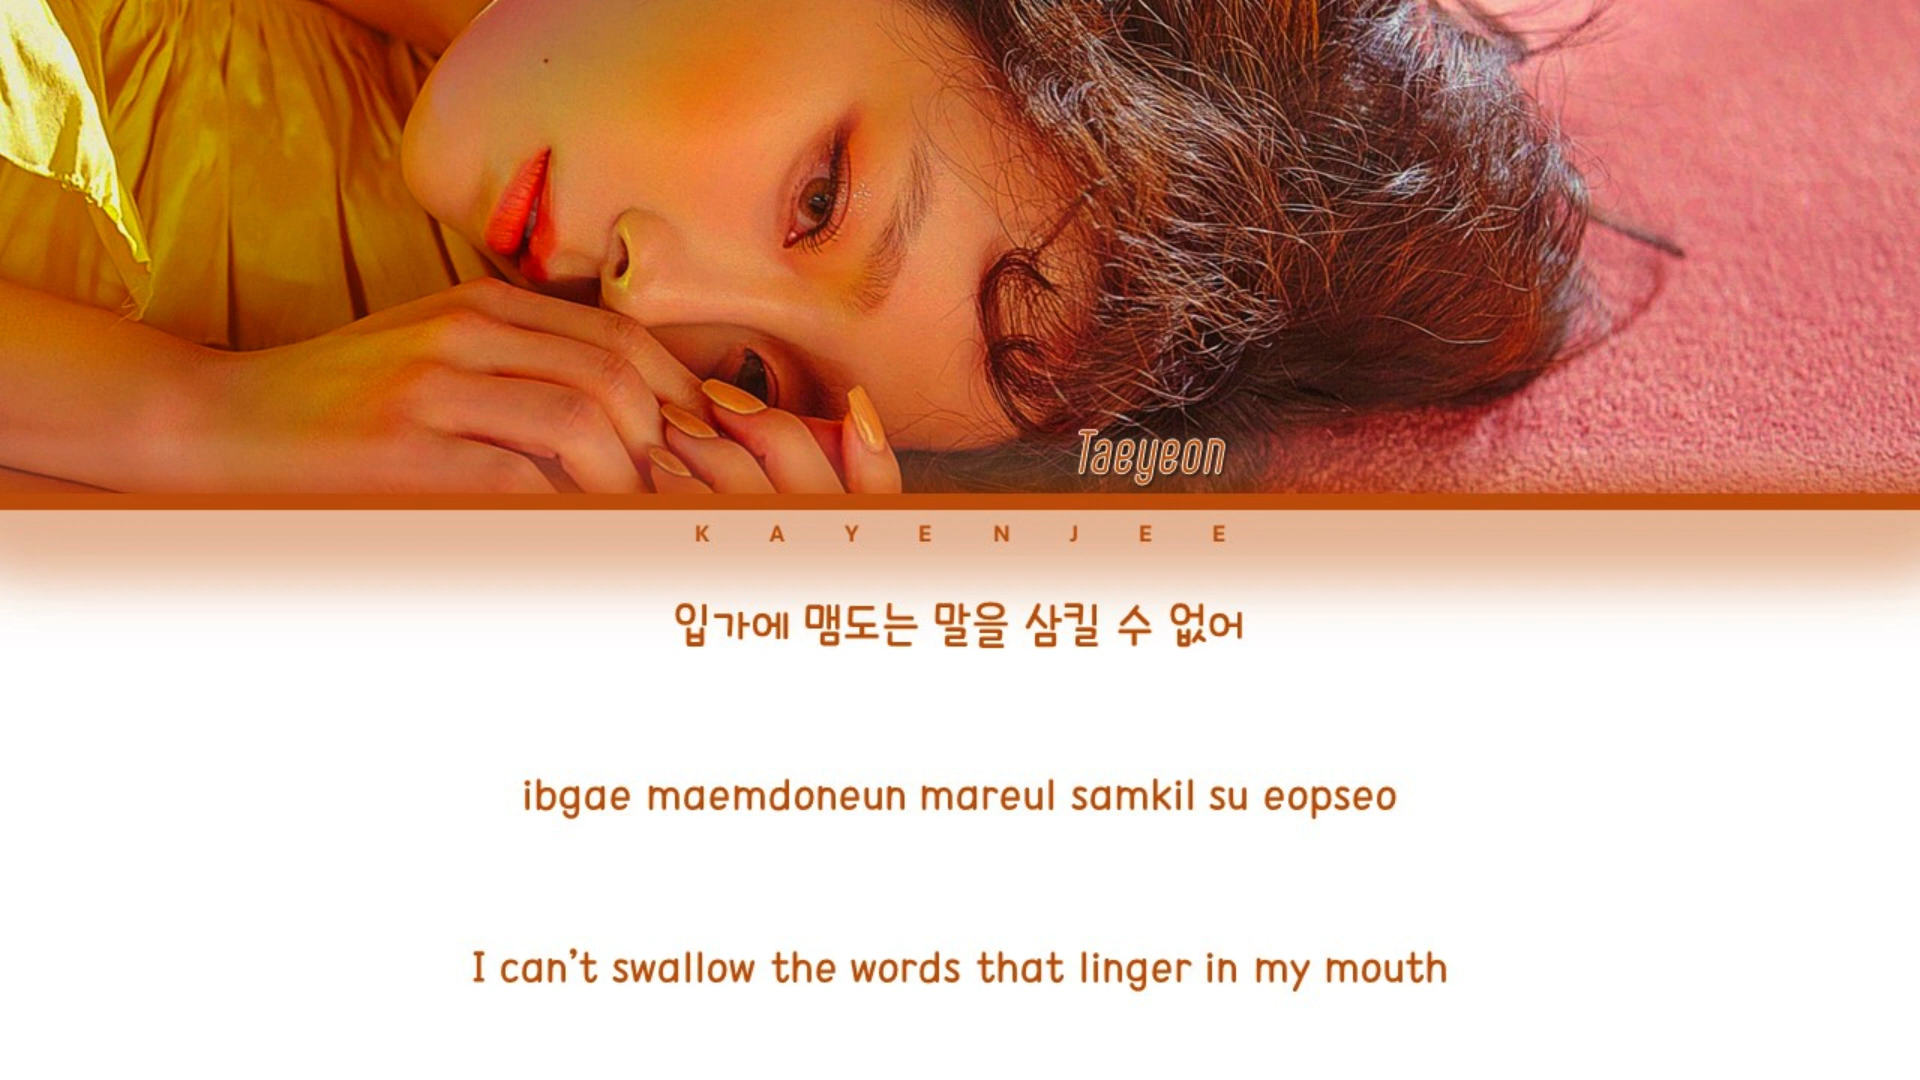 Taeyeon
KAYENJEE
입가에 맴도는 말을 삼킬 수 없어
ibgae maemdoneun mareul samkil su eopseo
I can't swallow the words that linger in my mouth